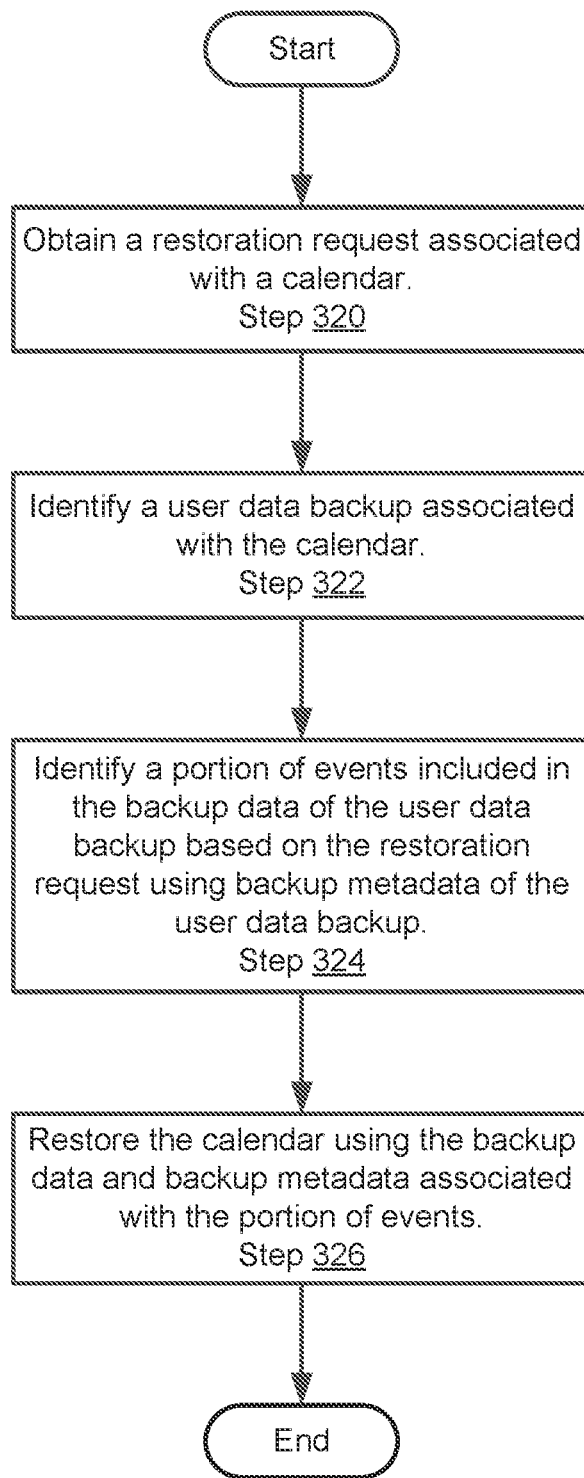 Start
Obtain a restoration request associated
with a calendar.
Step 320
Identify a user data backup associated
with the calendar.
Step 322
Identify a portion of events included in
the backup data of the user data
backup based on the restoration
request using backup metadata of the
user data backup.
Step 324
Restore the calendar using the backup
data and backup metadata associated
with the portion of events.
Step 326
End